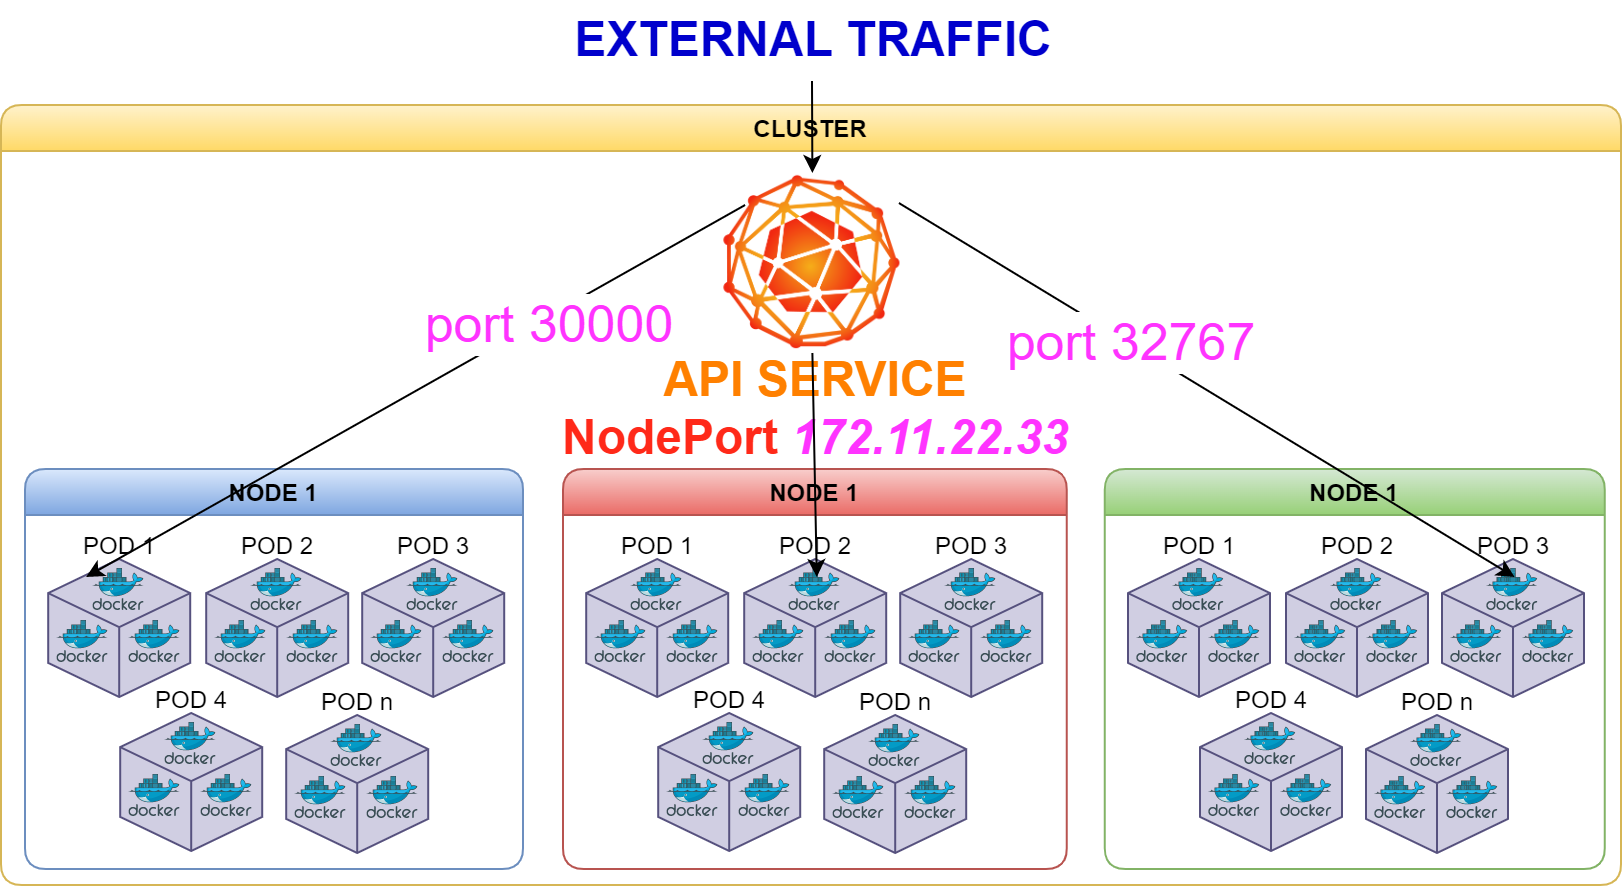 EXTERNAL TRAFFIC
CLUSTER
port 30000
port 32767
API SERVICE
NodePort 172.11.22.33
NODE 1
POD 1
POD 2
POD 3
docker
docker
docker
docker docker
docker docker
docker docker
POD 4
POD n
docker
docker
docker docker
docker docker
NODE 1
POD 1
POD 2
POD 3
docker
docker
docker
docker docker
docker docker
docker docker
POD 4
POD n
docker
docker
docker docker
docker docker
NODE 1
POD 1
POD 2
POD 3
docker
docker
docker
docker docker
docker docker
docker docker
POD 4
POD n
docker
docker
docker docker
docker docker